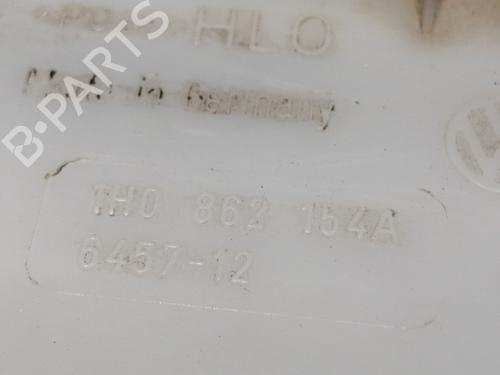 HLO
Made in Germany
1H0 862 154A
6457-12
B-PARTS